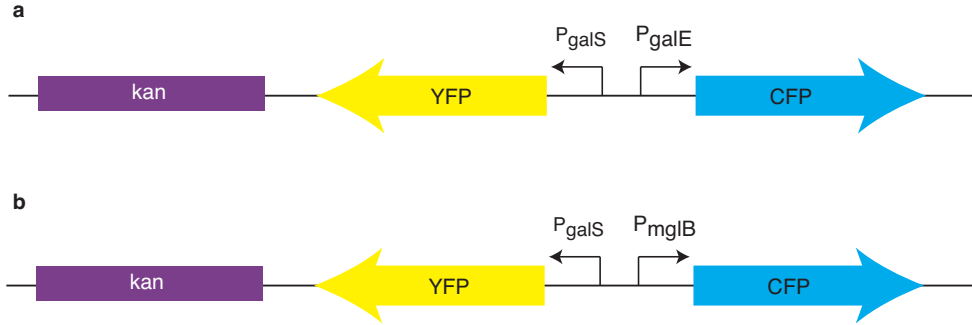 a
PgalS PgalE
kan YFP CFP
b
PgalS PmglB
kan YFP CFP